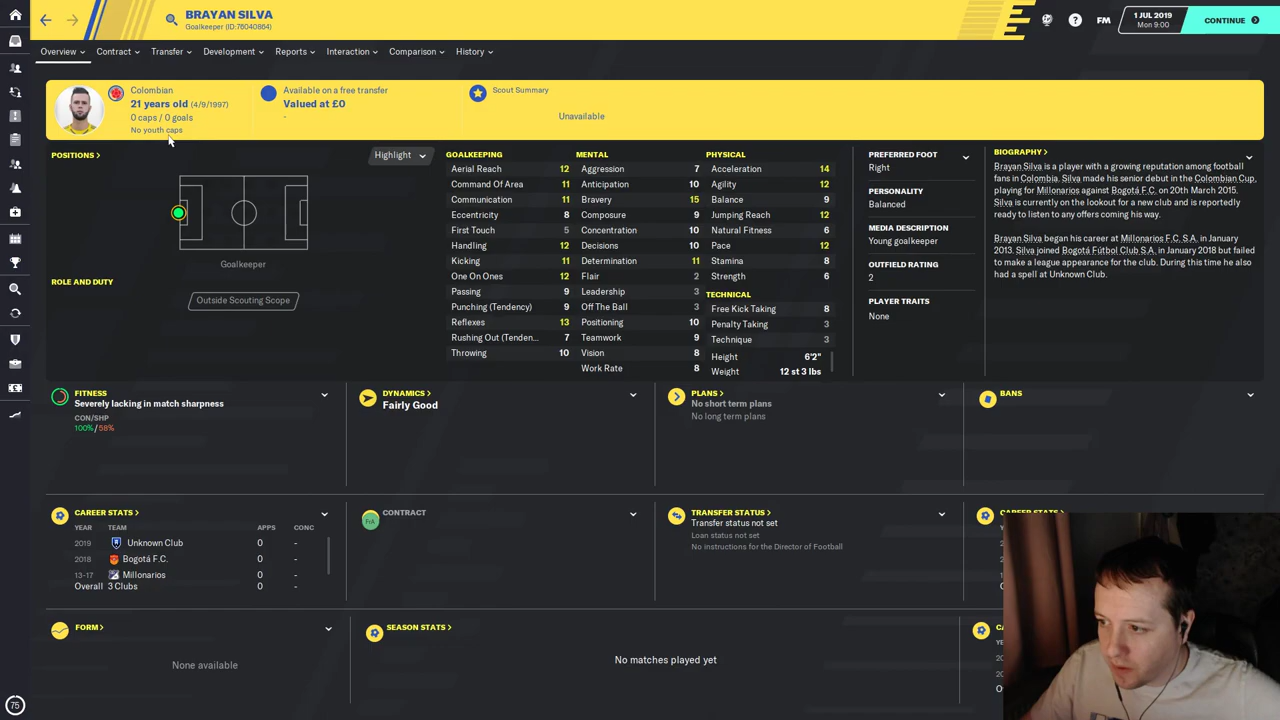 BRAYAN SILVA
Goalkeeper (ID:76040864)
FM
1 JUL 2019
Mon 9:00
CONTINUE
Overview
Contract
Transfer
Development
Reports
Interaction
Comparison
History
Colombian
21 years old (4/9/1997)
0 caps / 0 goals
No youth caps
Available on a free transfer
Valued at £0
-
Scout Summary
Unavailable
POSITIONS >
Highlight
Goalkeeper
ROLE AND DUTY
Outside Scouting Scope
GOALKEEPING
Aerial Reach 12
Command Of Area 11
Communication 11
Eccentricity 8
First Touch 5
Handling 12
Kicking 11
One On Ones 12
Passing 9
Punching (Tendency) 9
Reflexes 13
Rushing Out (Tenden... 7
Throwing 10
MENTAL
Aggression 7
Anticipation 10
Bravery 15
Composure 9
Concentration 10
Decisions 10
Determination 11
Flair 2
Leadership 3
Off The Ball 3
Positioning 10
Teamwork 9
Vision 8
Work Rate 8
PHYSICAL
Acceleration 14
Agility 12
Balance 9
Jumping Reach 12
Natural Fitness 6
Pace 12
Stamina 8
Strength 6
TECHNICAL
Free Kick Taking 8
Penalty Taking 3
Technique 3
Height 6'2"
Weight 12 st 3 lbs
PREFERRED FOOT
Right
PERSONALITY
Balanced
MEDIA DESCRIPTION
Young goalkeeper
OUTFIELD RATING
2
PLAYER TRAITS
None
BIOGRAPHY >
Brayan Silva is a player with a growing reputation among football
fans in Colombia. Silva made his senior debut in the Colombian Cup,
playing for Millonarios against Bogotá F.C. on 20th March 2015.
Silva is currently on the lookout for a new club and is reportedly
ready to listen to any offers coming his way.
Brayan Silva began his career at Millonarios F.C. S.A. in January
2013. Silva joined Bogotá Fútbol Club S.A. in January 2018 but failed
to make a league appearance for the club. During this time he also
had a spell at Unknown Club.
FITNESS >
Severely lacking in match sharpness
CON/SHP
100% / 58%
DYNAMICS >
Fairly Good
PLANS >
No short term plans
No long term plans
BANS
CAREER STATS >
YEAR TEAM APPS CONC
2019 Unknown Club 0 -
2018 Bogotá F.C. 0 -
13-17 Millonarios 0 -
Overall 3 Clubs 0 -
CONTRACT
FrA
TRANSFER STATUS >
Transfer status not set
Loan status not set
No instructions for the Director of Football
FORM >
None available
SEASON STATS >
No matches played yet
75